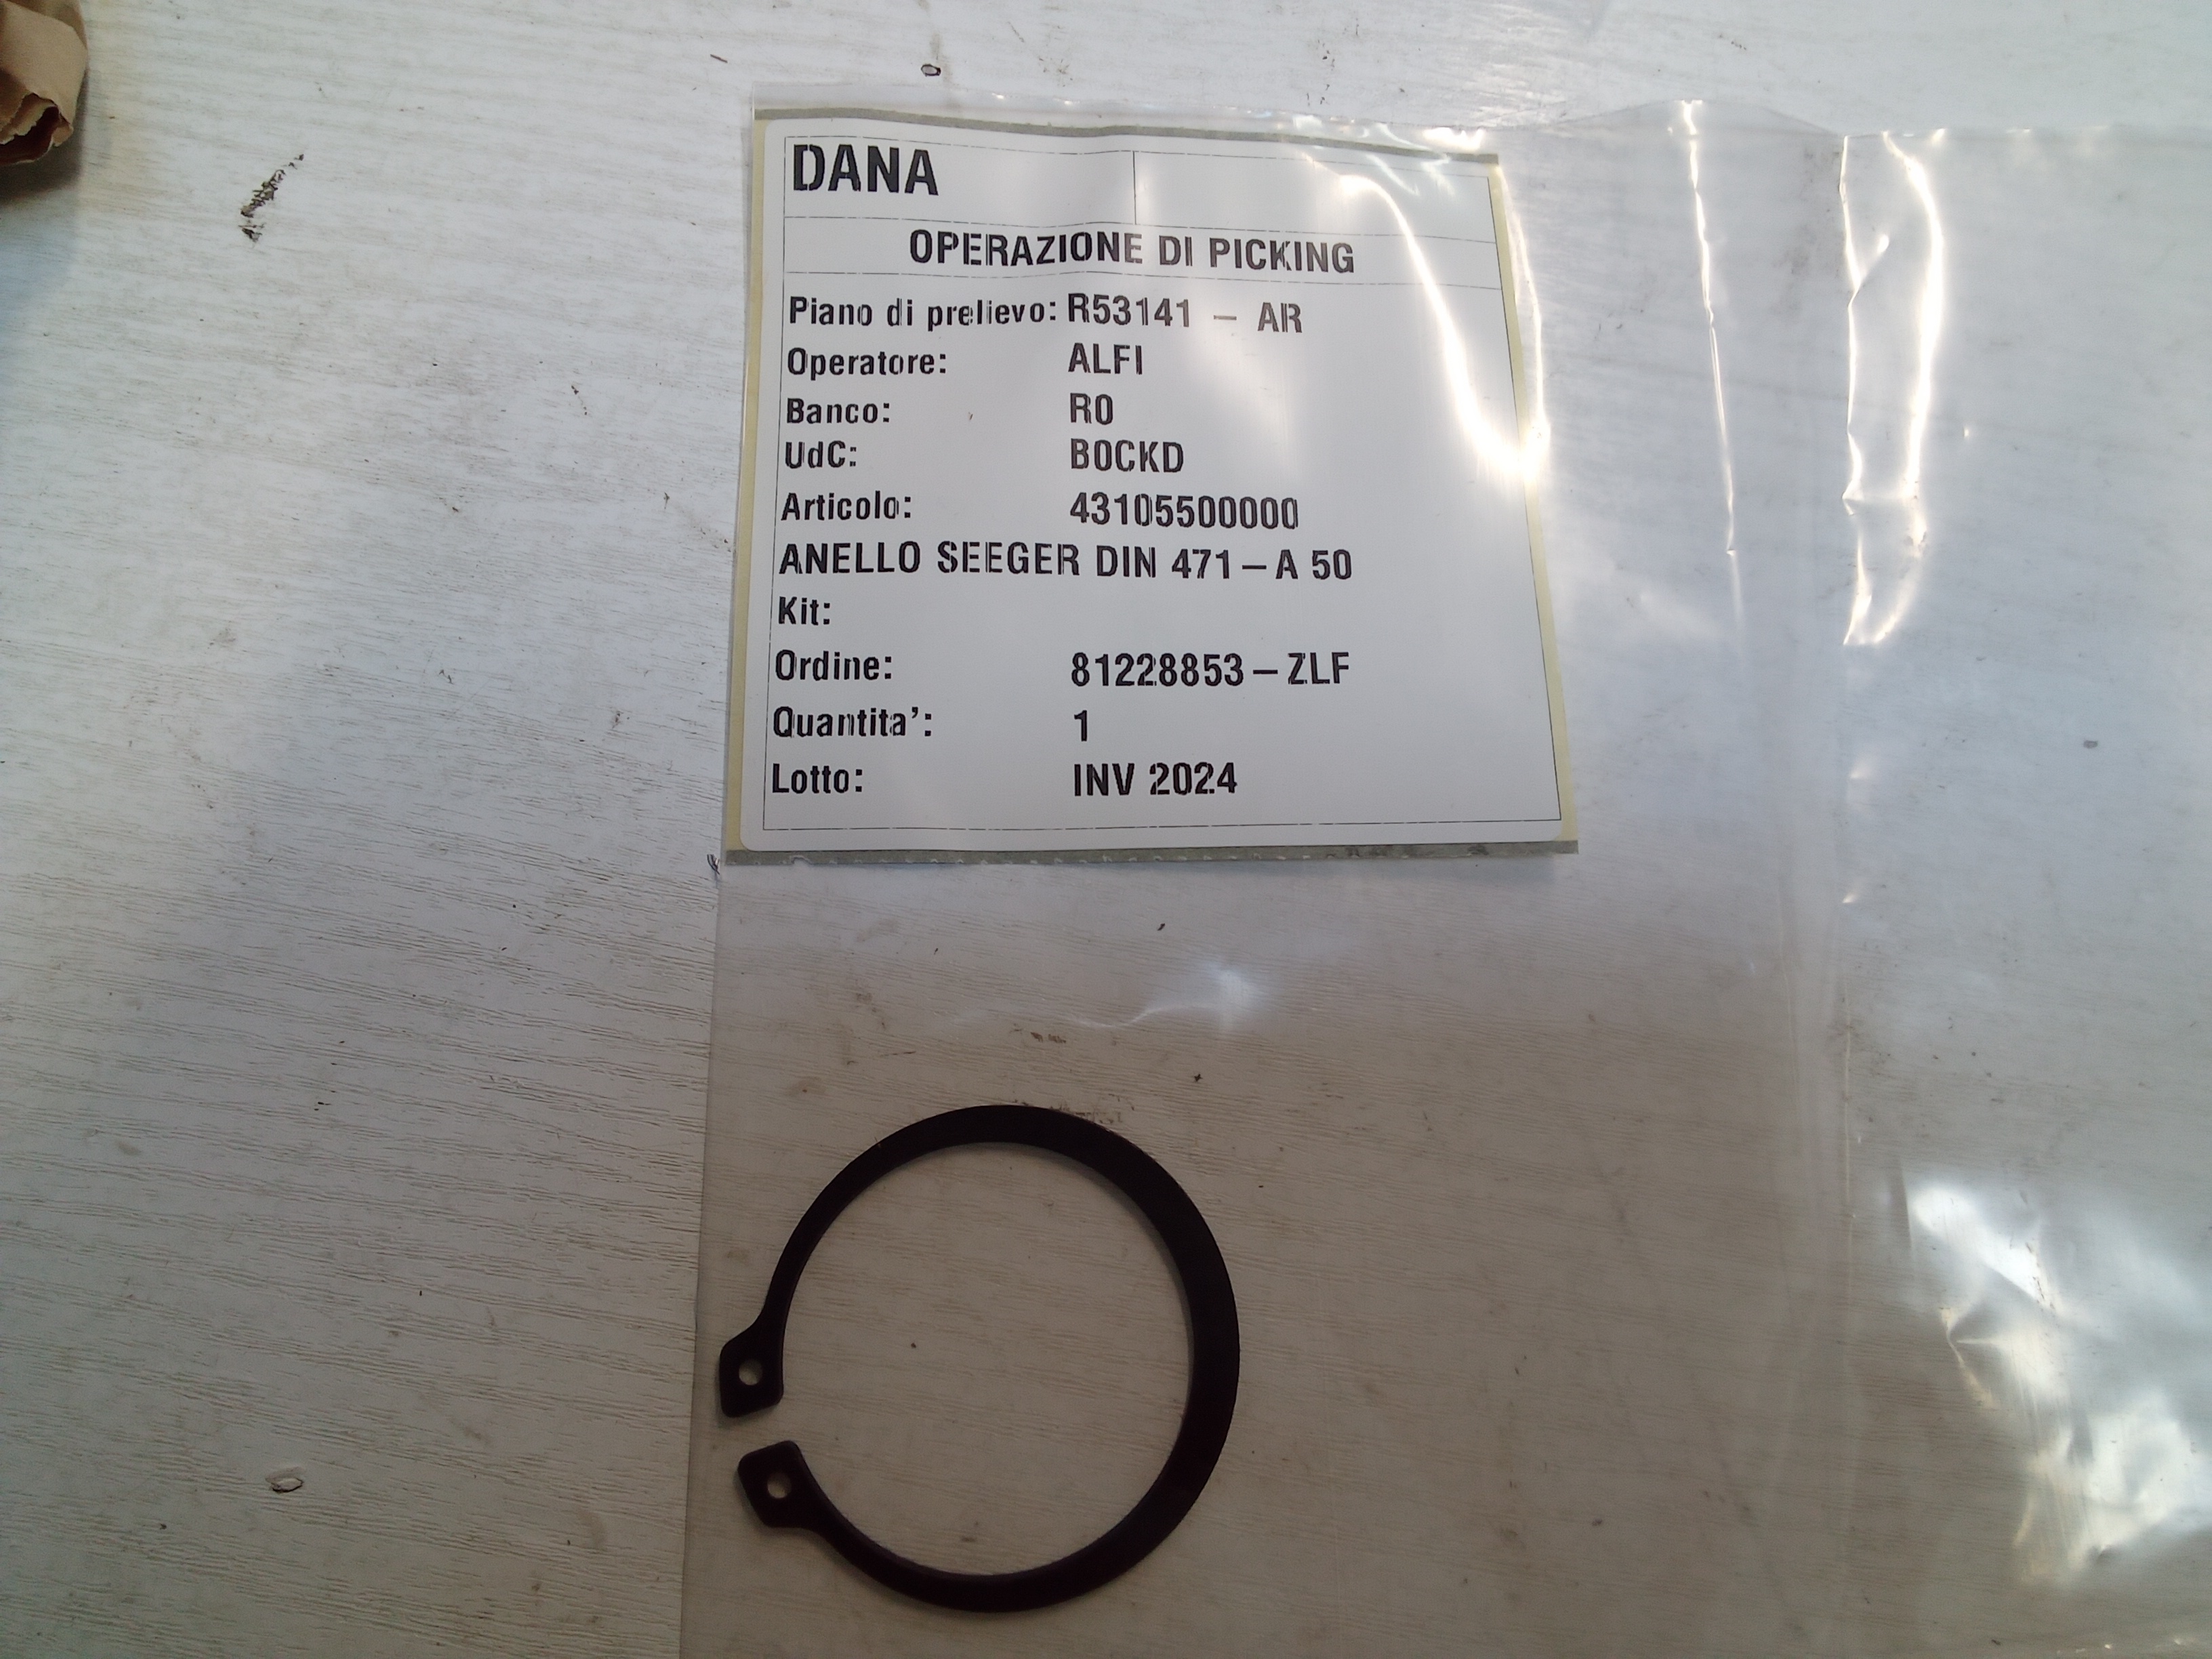 DANA
OPERAZIONE DI PICKING
Piano di prelievo: R53141 - AR
Operatore: ALFI
Banco: R0
UdC: B0CKD
Articolo: 43105500000
ANELLO SEEGER DIN 471-A 50
Kit:
Ordine: 81228853-ZLF
Quantita': 1
Lotto: INV 2024